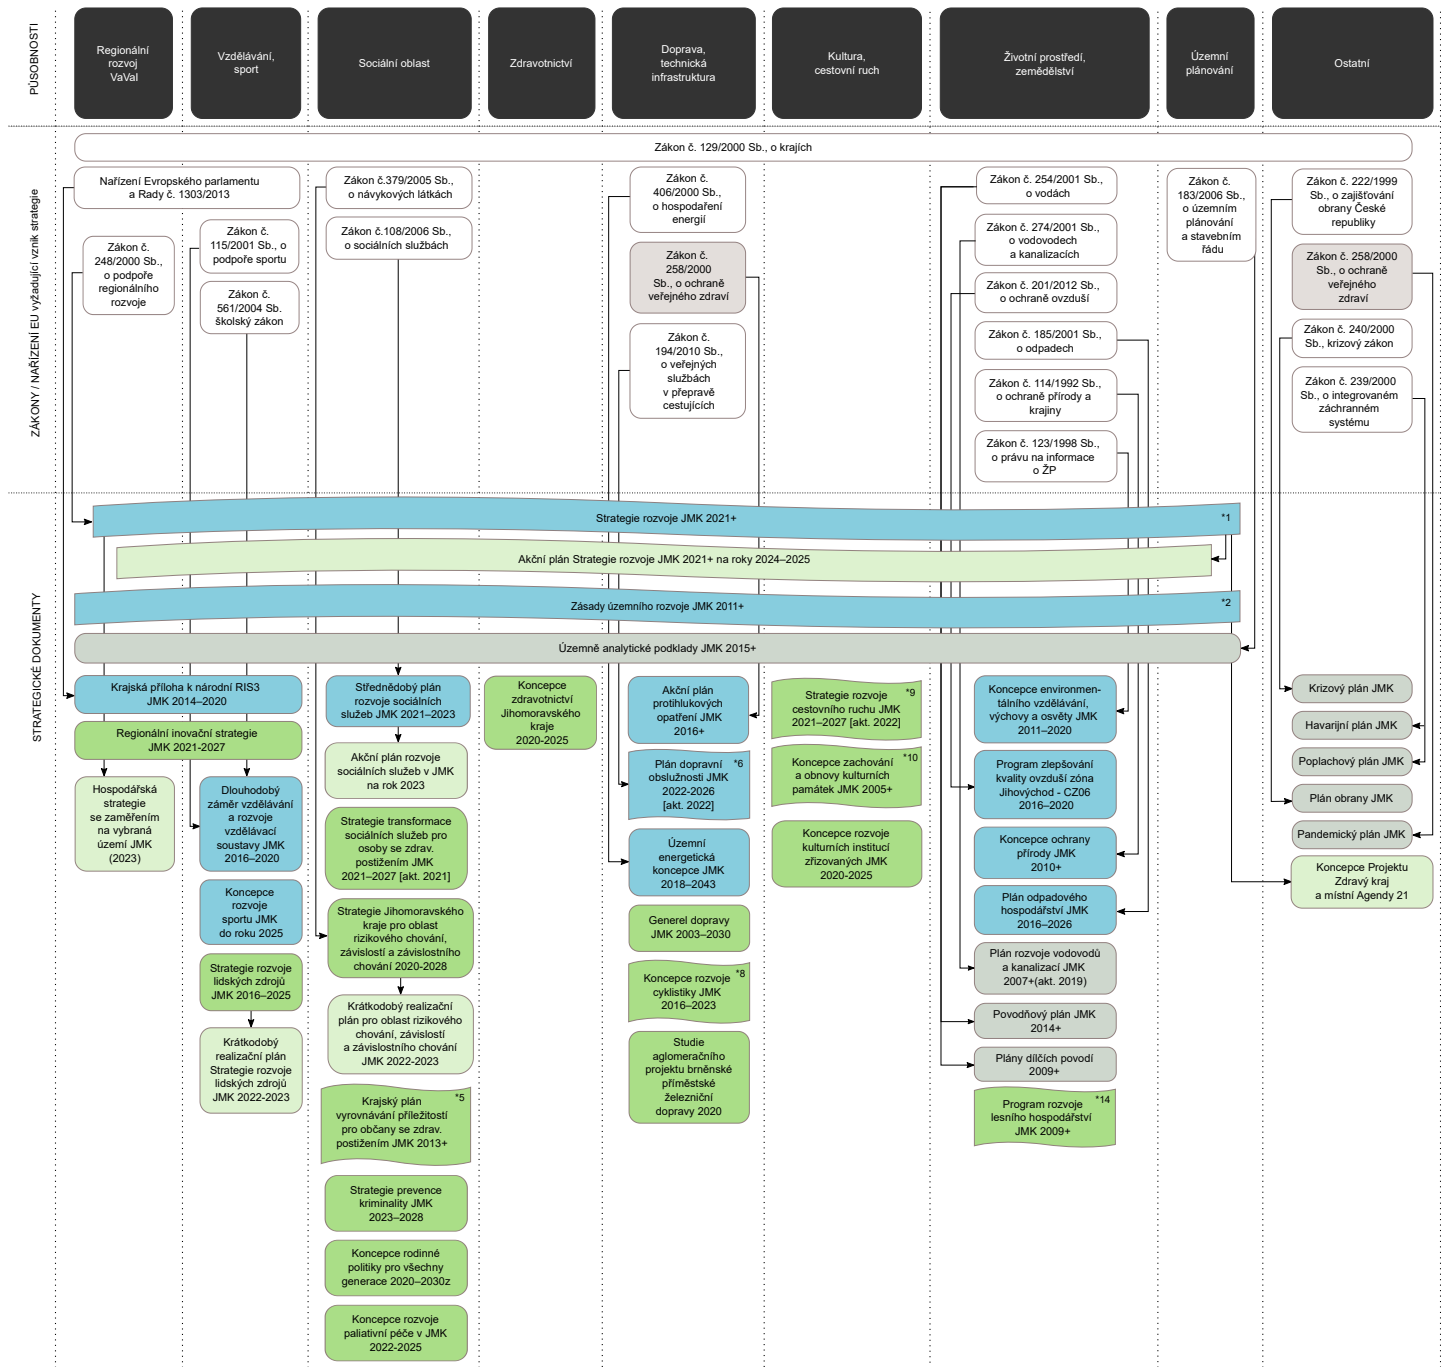 PŮSOBNOSTI
Regionální
rozvoj
VaVaI
Vzdělávání,
sport
Sociální oblast
Zdravotnictví
Doprava,
technická
infrastruktura
Kultura,
cestovní ruch
Životní prostředí,
zemědělství
Územní
plánování
Ostatní
ZÁKONY / NAŘÍZENÍ EU vyžadující vznik strategie
Zákon č. 129/2000 Sb., o krajích
Nařízení Evropského parlamentu
a Rady č. 1303/2013
Zákon č.
248/2000 Sb.,
o podpoře
regionálního
rozvoje
Zákon č.
115/2001 Sb., o
podpoře sportu
Zákon č.
561/2004 Sb.
školský zákon
Zákon č.379/2005 Sb.,
o návykových látkách
Zákon č.108/2006 Sb.,
o sociálních službách
Zákon č.
406/2000 Sb.,
o hospodaření
energií
Zákon č.
258/2000
Sb., o ochraně
veřejného zdraví
Zákon č.
194/2010 Sb.,
o veřejných
službách
v přepravě
cestujících
Zákon č. 254/2001 Sb.,
o vodách
Zákon č. 274/2001 Sb.,
o vodovodech
a kanalizacích
Zákon č. 201/2012 Sb.,
o ochraně ovzduší
Zákon č. 185/2001 Sb.,
o odpadech
Zákon č. 114/1992 Sb.,
o ochraně přírody a
krajiny
Zákon č. 123/1998 Sb.,
o právu na informace
o ŽP
Zákon č.
183/2006 Sb.,
o územním
plánování
a stavebním
řádu
Zákon č. 222/1999
Sb., o zajišťování
obrany České
republiky
Zákon č. 258/2000
Sb., o ochraně
veřejného
zdraví
Zákon č. 240/2000
Sb., krizový zákon
Zákon č. 239/2000
Sb., o integrovaném
záchranném
systému
STRATEGICKÉ DOKUMENTY
Strategie rozvoje JMK 2021+
*1
Akční plán Strategie rozvoje JMK 2021+ na roky 2024–2025
Zásady územního rozvoje JMK 2011+
*2
Územně analytické podklady JMK 2015+
Krajská příloha k národní RIS3
JMK 2014–2020
Regionální inovační strategie
JMK 2021-2027
Hospodářská
strategie
se zaměřením
na vybraná
území JMK
(2023)
Dlouhodobý
záměr vzdělávání
a rozvoje
vzdělávací
soustavy JMK
2016–2020
Koncepce
rozvoje
sportu JMK
do roku 2025
Strategie rozvoje
lidských zdrojů
JMK 2016–2025
Krátkodobý
realizační plán
Strategie rozvoje
lidských zdrojů
JMK 2022-2023
Střednědobý plán
rozvoje sociálních
služeb JMK 2021–2023
Akční plán rozvoje
sociálních služeb v JMK
na rok 2023
Strategie transformace
sociálních služeb pro
osoby se zdrav.
postižením JMK
2021–2027 [akt. 2021]
Strategie Jihomoravského
kraje pro oblast
rizikového chování,
závislostí a závislostního
chování 2020-2028
Krátkodobý realizační
plán pro oblast rizikového
chování, závislostí
a závislostního chování
JMK 2022-2023
Krajský plán
*5
vyrovnávání příležitostí
pro občany se zdrav.
postižením JMK 2013+
Strategie prevence
kriminality JMK
2023–2028
Koncepce rodinné
politiky pro všechny
generace 2020–2030z
Koncepce rozvoje
paliativní péče v JMK
2022-2025
Koncepce
zdravotnictví
Jihomoravského
kraje
2020-2025
Akční plán
protihlukových
opatření JMK
2016+
Plán dopravní
*6
obslužnosti JMK
2022-2026
[akt. 2022]
Územní
energetická
koncepce JMK
2018–2043
Generel dopravy
JMK 2003–2030
Koncepce rozvoje
*8
cyklistiky JMK
2016–2023
Studie
aglomeračního
projektu brněnské
příměstské
železniční
dopravy 2020
Strategie rozvoje
*9
cestovního ruchu JMK
2021–2027 [akt. 2022]
Koncepce zachování
*10
a obnovy kulturních
památek JMK 2005+
Koncepce rozvoje
kulturních institucí
zřizovaných JMK
2020-2025
Koncepce environmen-
tálního vzdělávání,
výchovy a osvěty JMK
2011–2020
Program zlepšování
kvality ovzduší zóna
Jihovýchod - CZ06
2016–2020
Koncepce ochrany
přírody JMK
2010+
Plán odpadového
hospodářství JMK
2016–2026
Plán rozvoje vodovodů
a kanalizací JMK
2007+(akt. 2019)
Povodňový plán JMK
2014+
Plány dílčích povodí
2009+
Program rozvoje
*14
lesního hospodářství
JMK 2009+
Krizový plán JMK
Havarijní plán JMK
Poplachový plán JMK
Plán obrany JMK
Pandemický plán JMK
Koncepce Projektu
Zdravý kraj
a místní Agendy 21